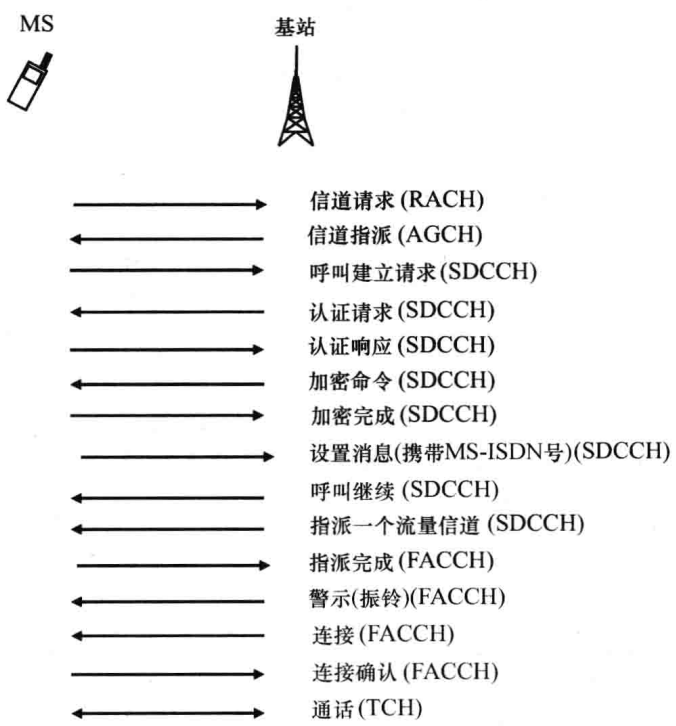 MS
基站
信道请求(RACH)
信道指派(AGCH)
呼叫建立请求(SDCCH)
认证请求(SDCCH)
认证响应(SDCCH)
加密命令(SDCCH)
加密完成(SDCCH)
设置消息(携带MS-ISDN号)(SDCCH)
呼叫继续(SDCCH)
指派一个流量信道(SDCCH)
指派完成(FACCH)
警示(振铃)(FACCH)
连接(FACCH)
连接确认(FACCH)
通话(TCH)